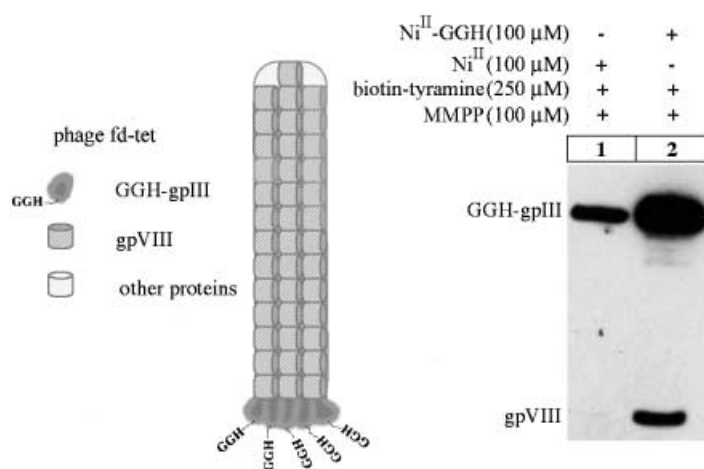 phage fd-tet
GGH
GGH-gpIII
gpVIII
other proteins
GGH
GGH
GGH
GGH
GGH
Ni^II-GGH (100 µM) - +
Ni^II (100 µM) + -
biotin-tyramine (250 µM) + +
MMPP (100 µM) + +
1 2
GGH-gpIII
gpVIII